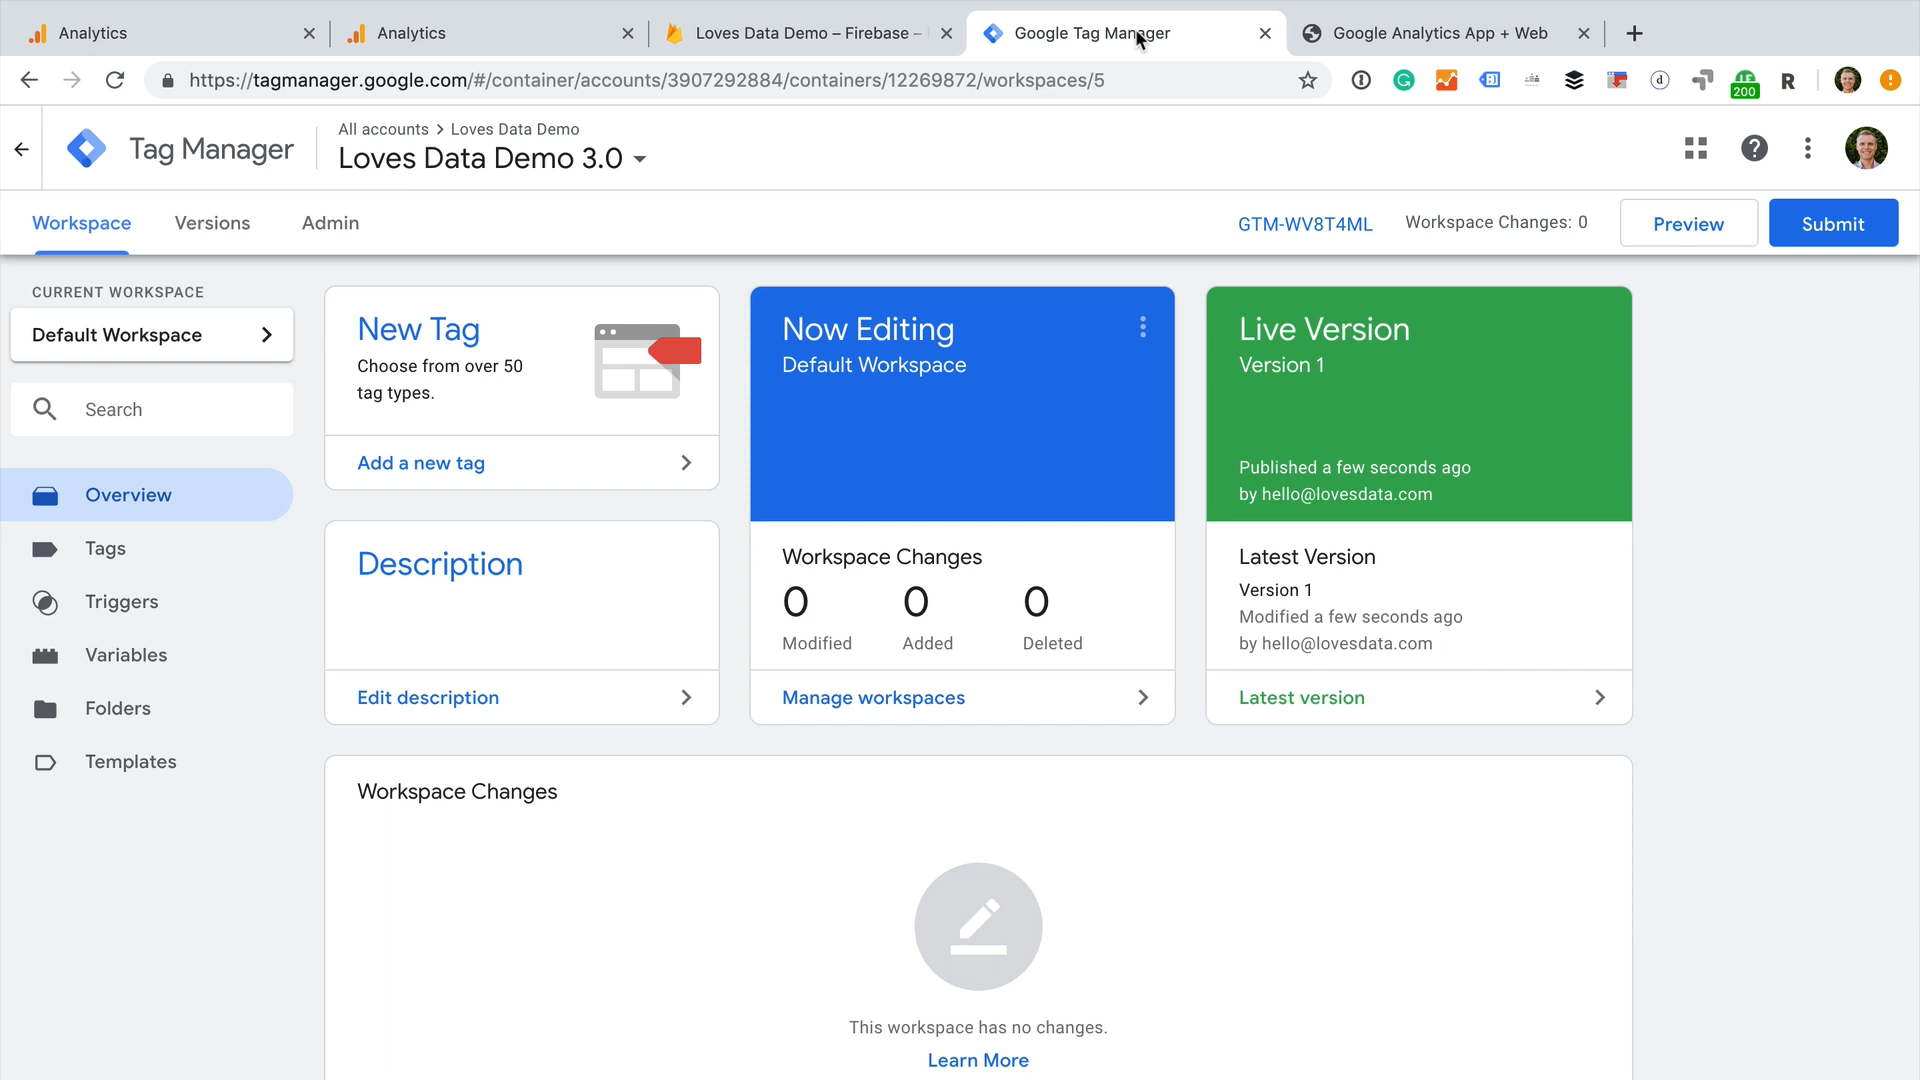 Analytics
Analytics
Loves Data Demo – Firebase –
Google Tag Manager
Google Analytics App + Web
https://tagmanager.google.com/#/container/accounts/3907292884/containers/12269872/workspaces/5
200
Tag Manager
All accounts > Loves Data Demo
Loves Data Demo 3.0
Workspace
Versions
Admin
GTM-WV8T4ML
Workspace Changes: 0
Preview
Submit
CURRENT WORKSPACE
Default Workspace
Search
Overview
Tags
Triggers
Variables
Folders
Templates
New Tag
Choose from over 50
tag types.
Add a new tag
Description
Edit description
Now Editing
Default Workspace
Workspace Changes
0 0 0
Modified Added Deleted
Manage workspaces
Live Version
Version 1
Published a few seconds ago
by hello@lovesdata.com
Latest Version
Version 1
Modified a few seconds ago
by hello@lovesdata.com
Latest version
Workspace Changes
This workspace has no changes.
Learn More